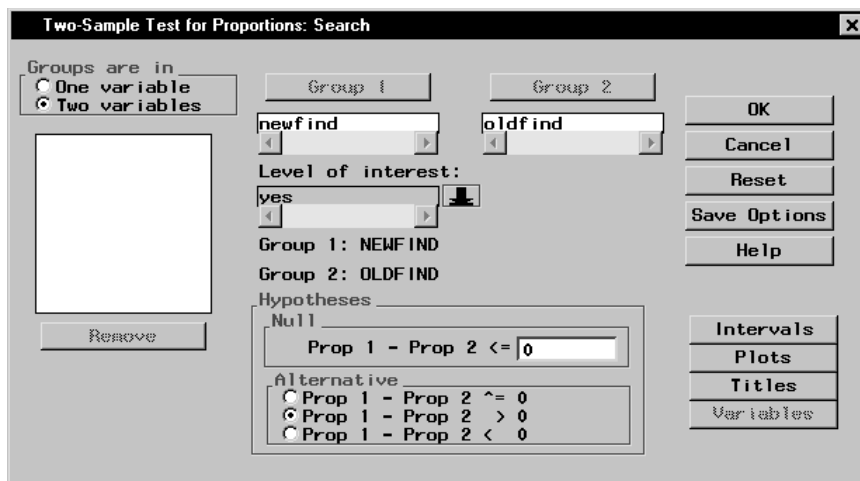 Two-Sample Test for Proportions: Search
Groups are in
One variable
Two variables
Remove
Group 1
Group 2
newfind
oldfind
Level of interest:
yes
Group 1: NEWFIND
Group 2: OLDFIND
Hypotheses
Null
Prop 1 - Prop 2 <= 0
Alternative
Prop 1 - Prop 2 ^= 0
Prop 1 - Prop 2 > 0
Prop 1 - Prop 2 < 0
OK
Cancel
Reset
Save Options
Help
Intervals
Plots
Titles
Variables